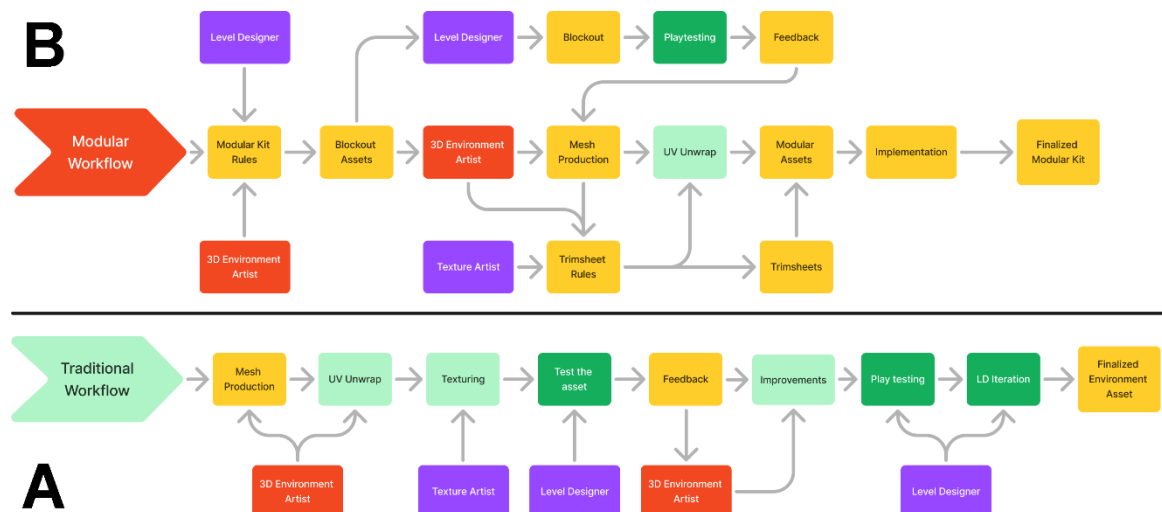 B
Level Designer
Level Designer
Blockout
Playtesting
Feedback
Modular
Workflow
Modular Kit
Rules
Blockout
Assets
3D Environment
Artist
Mesh
Production
UV Unwrap
Modular
Assets
Implementation
Finalized
Modular Kit
3D Environment
Artist
Texture Artist
Trimsheet
Rules
Trimsheets
Traditional
Workflow
Mesh
Production
UV Unwrap
Texturing
Test the
asset
Feedback
Improvements
Play testing
LD Iteration
Finalized
Environment
Asset
A
3D Environment
Artist
Texture Artist
Level Designer
3D Environment
Artist
Level Designer